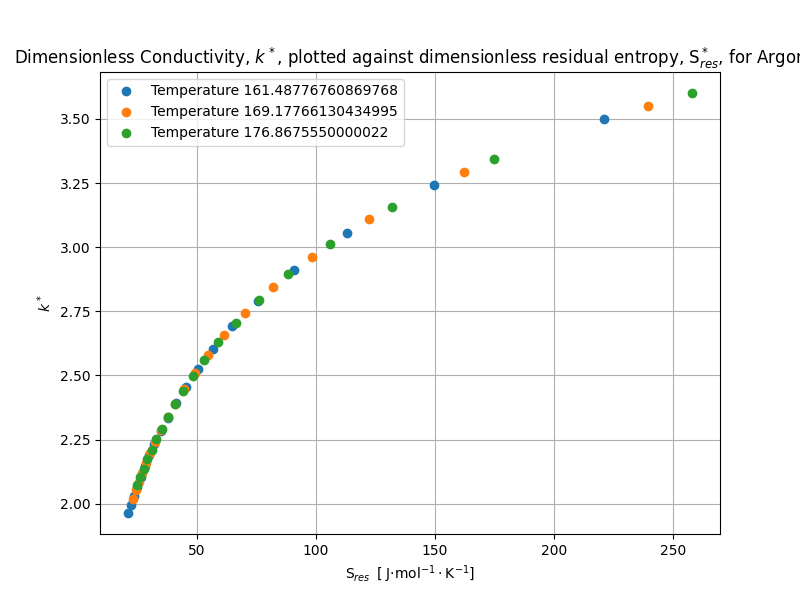 Dimensionless Conductivity, k*, plotted against dimensionless residual entropy, S*res, for Argon
Temperature 161.48776760869768
Temperature 169.17766130434995
Temperature 176.8675550000022
3.50
3.25
3.00
2.75
2.50
2.25
2.00
k*
50 100 150 200 250
Sres [ J·mol⁻¹ · K⁻¹]